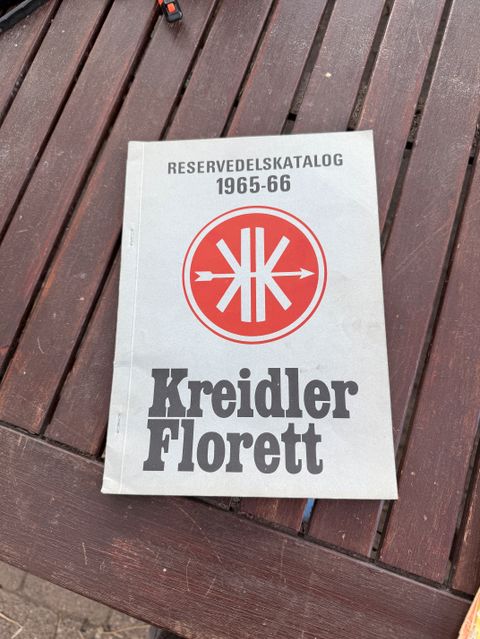 RESERVEDELSKATALOG
1965-66
Kreidler
Florett